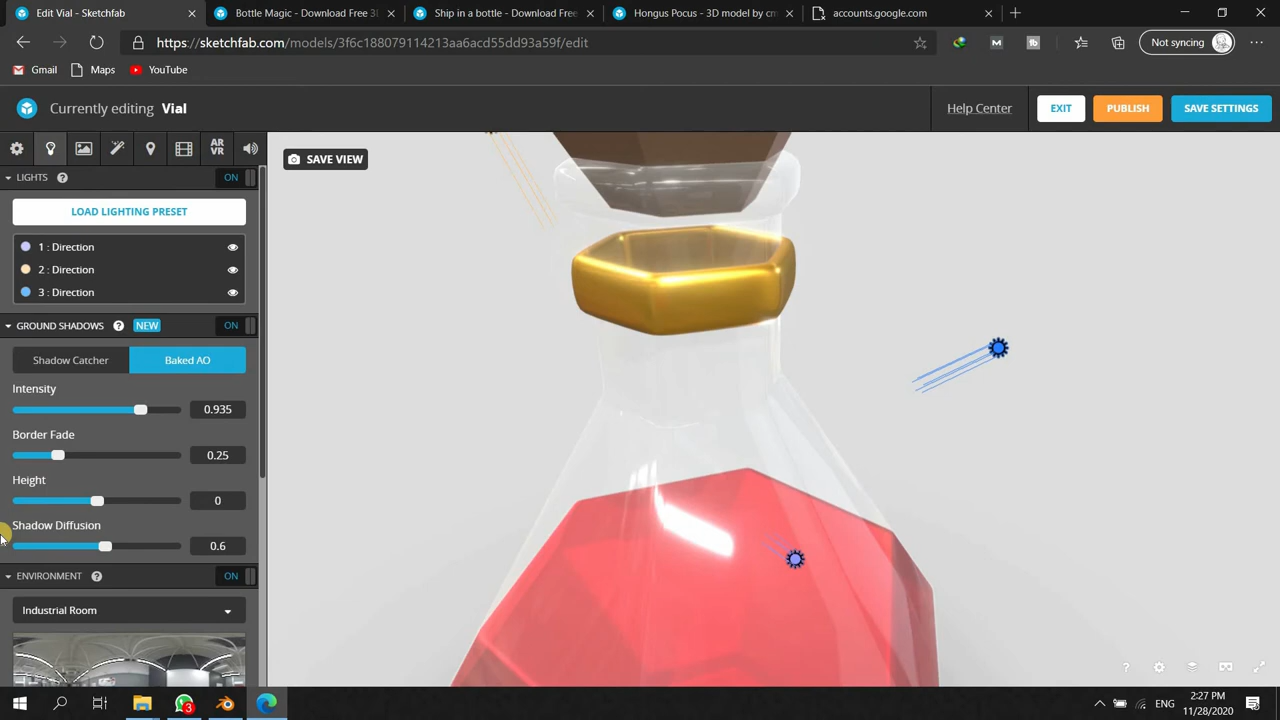 Edit Vial - Sketchfab
Bottle Magic - Download Free 3
Ship in a bottle - Download Free
Hongus Pocus - 3D model by cm
accounts.google.com
https://sketchfab.com/models/3f6c188079114213aa6acd55dd93a59f/edit
Not syncing
Gmail
Maps
YouTube
Currently editing Vial
Help Center
EXIT
PUBLISH
SAVE SETTINGS
AR
VR
SAVE VIEW
LIGHTS ? ON
LOAD LIGHTING PRESET
1 : Direction
2 : Direction
3 : Direction
GROUND SHADOWS ? NEW ON
Shadow Catcher
Baked AO
Intensity
0.935
Border Fade
0.25
Height
0
Shadow Diffusion
0.6
ENVIRONMENT ? ON
Industrial Room
?
3
ENG
2:27 PM
11/28/2020